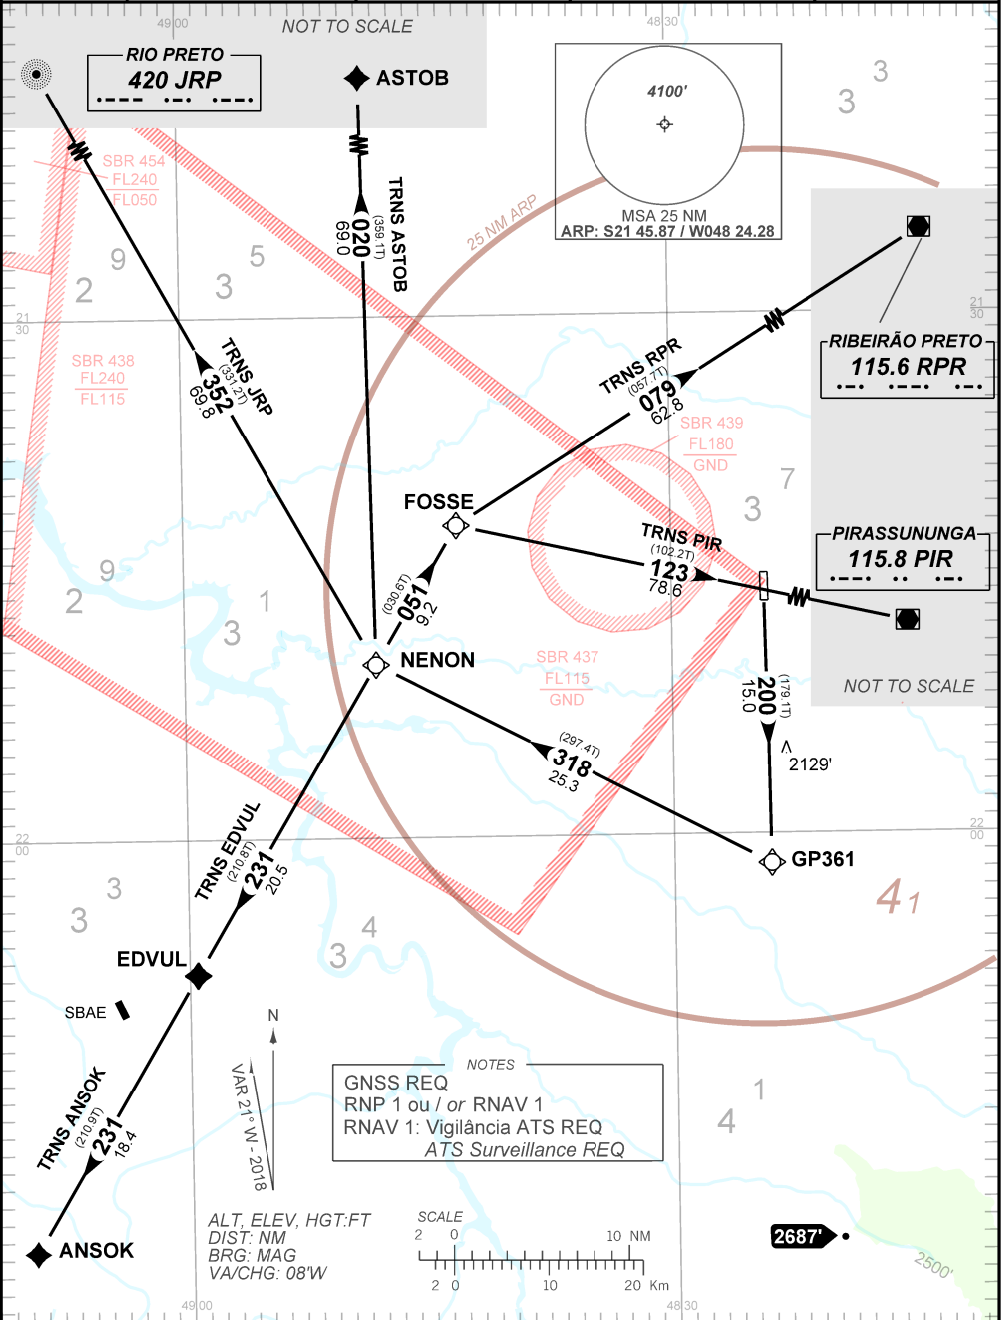 49 00
48 30
NOT TO SCALE
RIO PRETO
420 JRP
ASTOB
4100'
MSA 25 NM
ARP: S21 45.87 / W048 24.28
3 3
SBR 454
FL240
FL050
25 NM ARP
TRNS ASTOB
(359.1T)
020
69.0
2 9
3 5
21 30
21 30
RIBEIRÃO PRETO
115.6 RPR
TRNS JRP
(331.2T)
352
69.8
TRNS RPR
(057.7T)
079
62.8
SBR 438
FL240
FL115
SBR 439
FL180
GND
3 7
FOSSE
TRNS PIR
(102.2T)
123
78.6
PIRASSUNUNGA
115.8 PIR
2 9
3 1
(030.6T)
051
9.2
NENON
SBR 437
FL115
GND
NOT TO SCALE
(179.1T)
200
15.0
2129'
(297.4T)
318
25.3
22 00
22 00
GP361
TRNS EDVUL
(210.8T)
231
20.5
41
3 3
3 4
EDVUL
SBAE
N
VAR 21° W - 2018
NOTES
GNSS REQ
RNP 1 ou / or RNAV 1
RNAV 1: Vigilância ATS REQ
ATS Surveillance REQ
4 1
TRNS ANSOK
(210.9T)
231
18.4
ANSOK
ALT, ELEV, HGT:FT
DIST: NM
BRG: MAG
VA/CHG: 08'W
SCALE
2 0 10 NM
2 0 10 20 Km
2687'
2500'
49 00
48 30